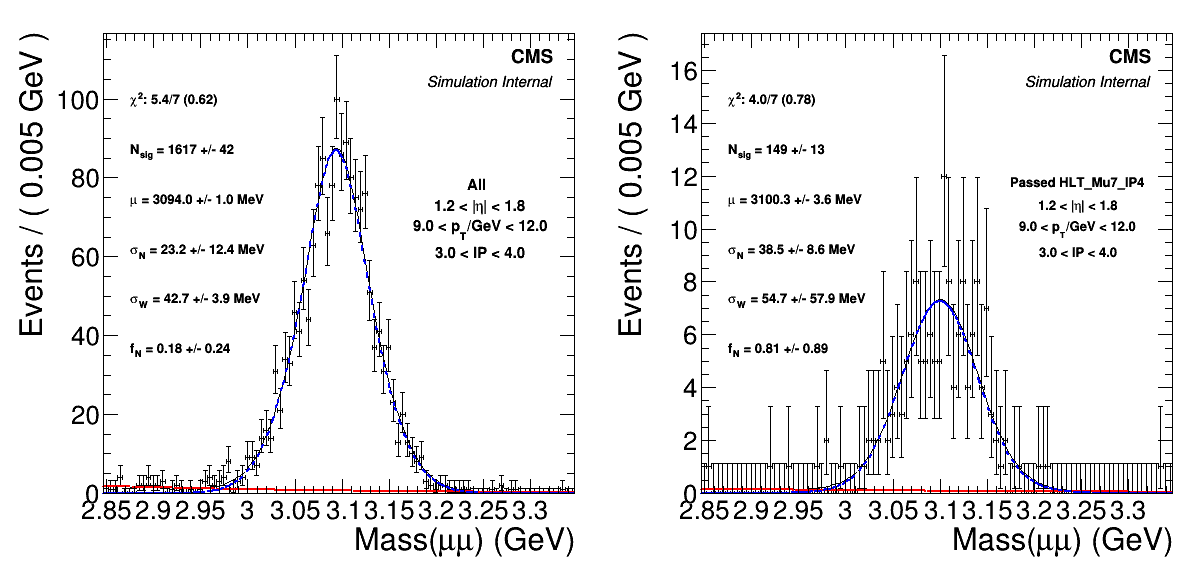 CMS
Simulation Internal
χ²: 5.4/7 (0.62)
N_sig = 1617 +/- 42
μ = 3094.0 +/- 1.0 MeV
σ_N = 23.2 +/- 12.4 MeV
σ_W = 42.7 +/- 3.9 MeV
f_N = 0.18 +/- 0.24
All
1.2 < |η| < 1.8
9.0 < p_T/GeV < 12.0
3.0 < IP < 4.0
Events / ( 0.005 GeV )
100
80
60
40
20
0
2.85 2.9 2.95 3 3.05 3.1 3.15 3.2 3.25 3.3
Mass(μμ) (GeV)
CMS
Simulation Internal
χ²: 4.0/7 (0.78)
N_sig = 149 +/- 13
μ = 3100.3 +/- 3.6 MeV
σ_N = 38.5 +/- 8.6 MeV
σ_W = 54.7 +/- 57.9 MeV
f_N = 0.81 +/- 0.89
Passed HLT_Mu7_IP4
1.2 < |η| < 1.8
9.0 < p_T/GeV < 12.0
3.0 < IP < 4.0
Events / ( 0.005 GeV )
16
14
12
10
8
6
4
2
0
2.85 2.9 2.95 3 3.05 3.1 3.15 3.2 3.25 3.3
Mass(μμ) (GeV)